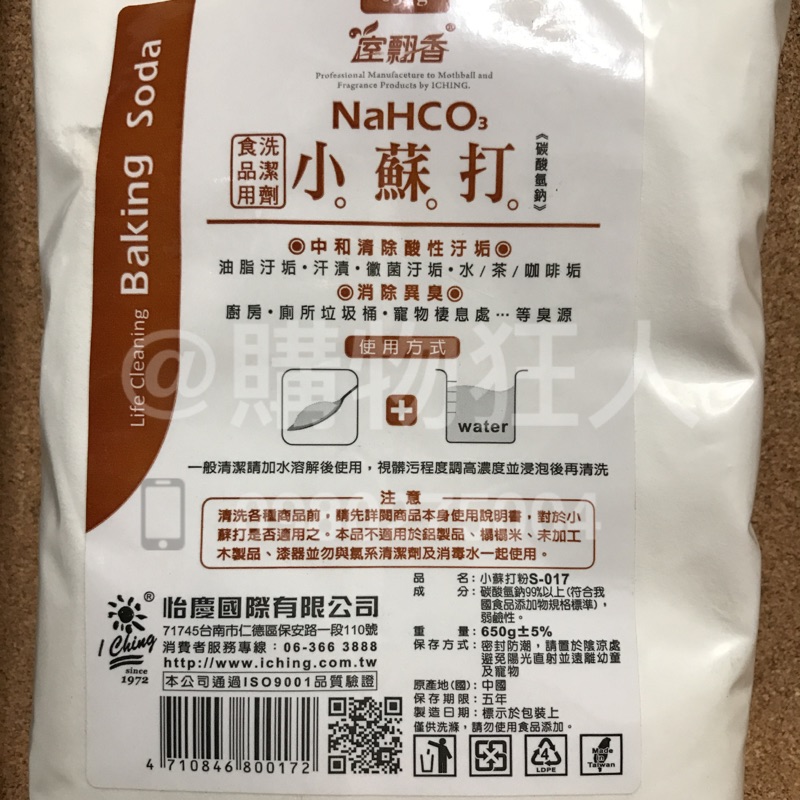 室飄香®
Professional Manufaceture to Mothball and
Fragrance Products by ICHING.
NaHCO₃
食品用
洗潔劑
小。蘇。打。
《碳酸氫鈉》
Life Cleaning Baking Soda
◉中和清除酸性汙垢◉
油脂汙垢・汗漬・黴菌汙垢・水/茶/咖啡垢
◉消除異臭◉
廚房・廁所垃圾桶・寵物棲息處…等臭源
@購物狂人
使用方式
+
water
一般清潔請加水溶解後使用，視髒污程度調高濃度並浸泡後再清洗
注意
清洗各種商品前，請先詳閱商品本身使用說明書，對於小
蘇打是否適用之。本品不適用於鋁製品、榻榻米、未加工
木製品、漆器並勿與氯系清潔劑及消毒水一起使用。
品 名：小蘇打粉S-017
成 分：碳酸氫鈉99%以上(符合我
國食品添加物規格標準)，
弱鹼性。
重 量：650g±5%
保存方式：密封防潮，請置於陰涼處
避免陽光直射並遠離幼童
及寵物
原產地(國)：中國
保存期限：五年
製造日期：標示於包裝上
僅供洗滌，請勿使用食品添加。
I Ching
®
since
1972
怡慶國際有限公司
71745台南市仁德區保安路一段110號
消費者服務專線：06-366 3888
http://www.iching.com.tw
本公司通過ISO9001品質驗證
4 710846 800172
4
LDPE
Made
in
Taiwan